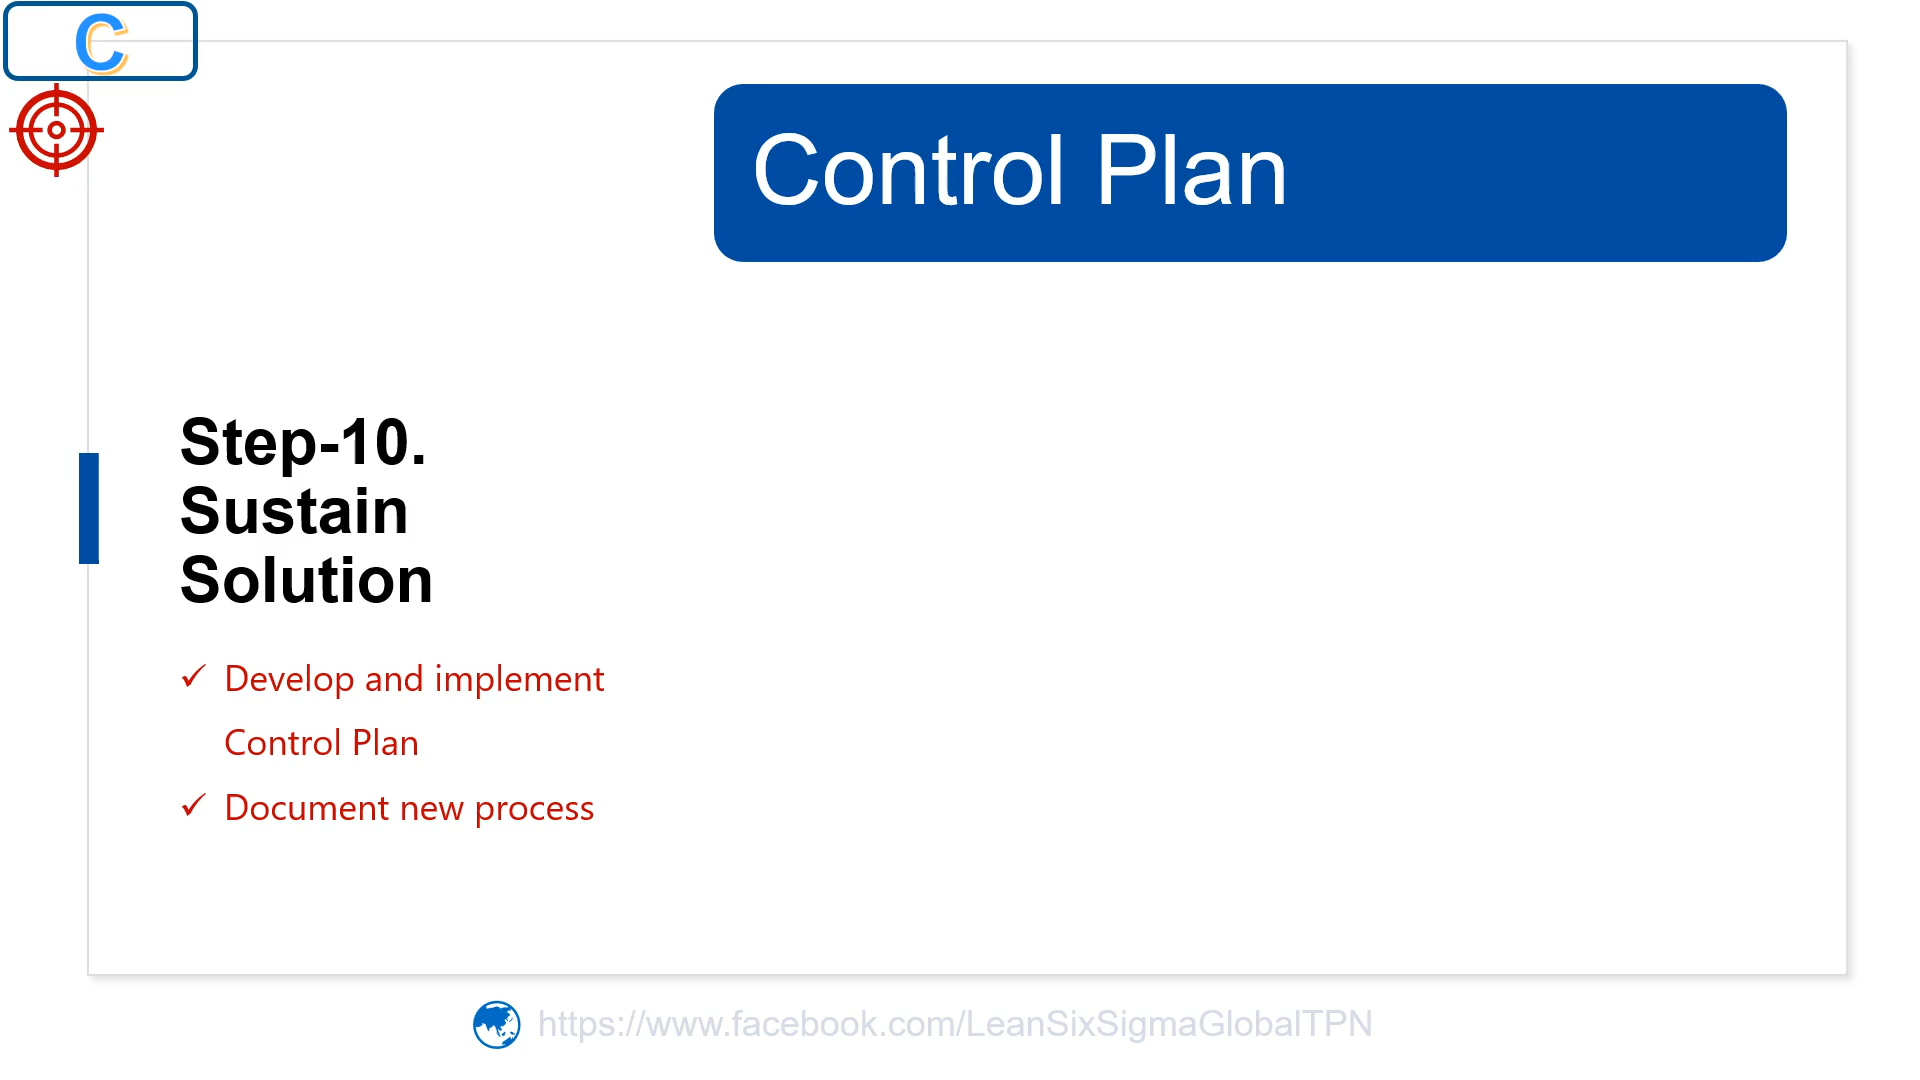 C
Control Plan
Step-10.
Sustain
Solution
✓ Develop and implement
Control Plan
✓ Document new process
https://www.facebook.com/LeanSixSigmaGlobalTPN